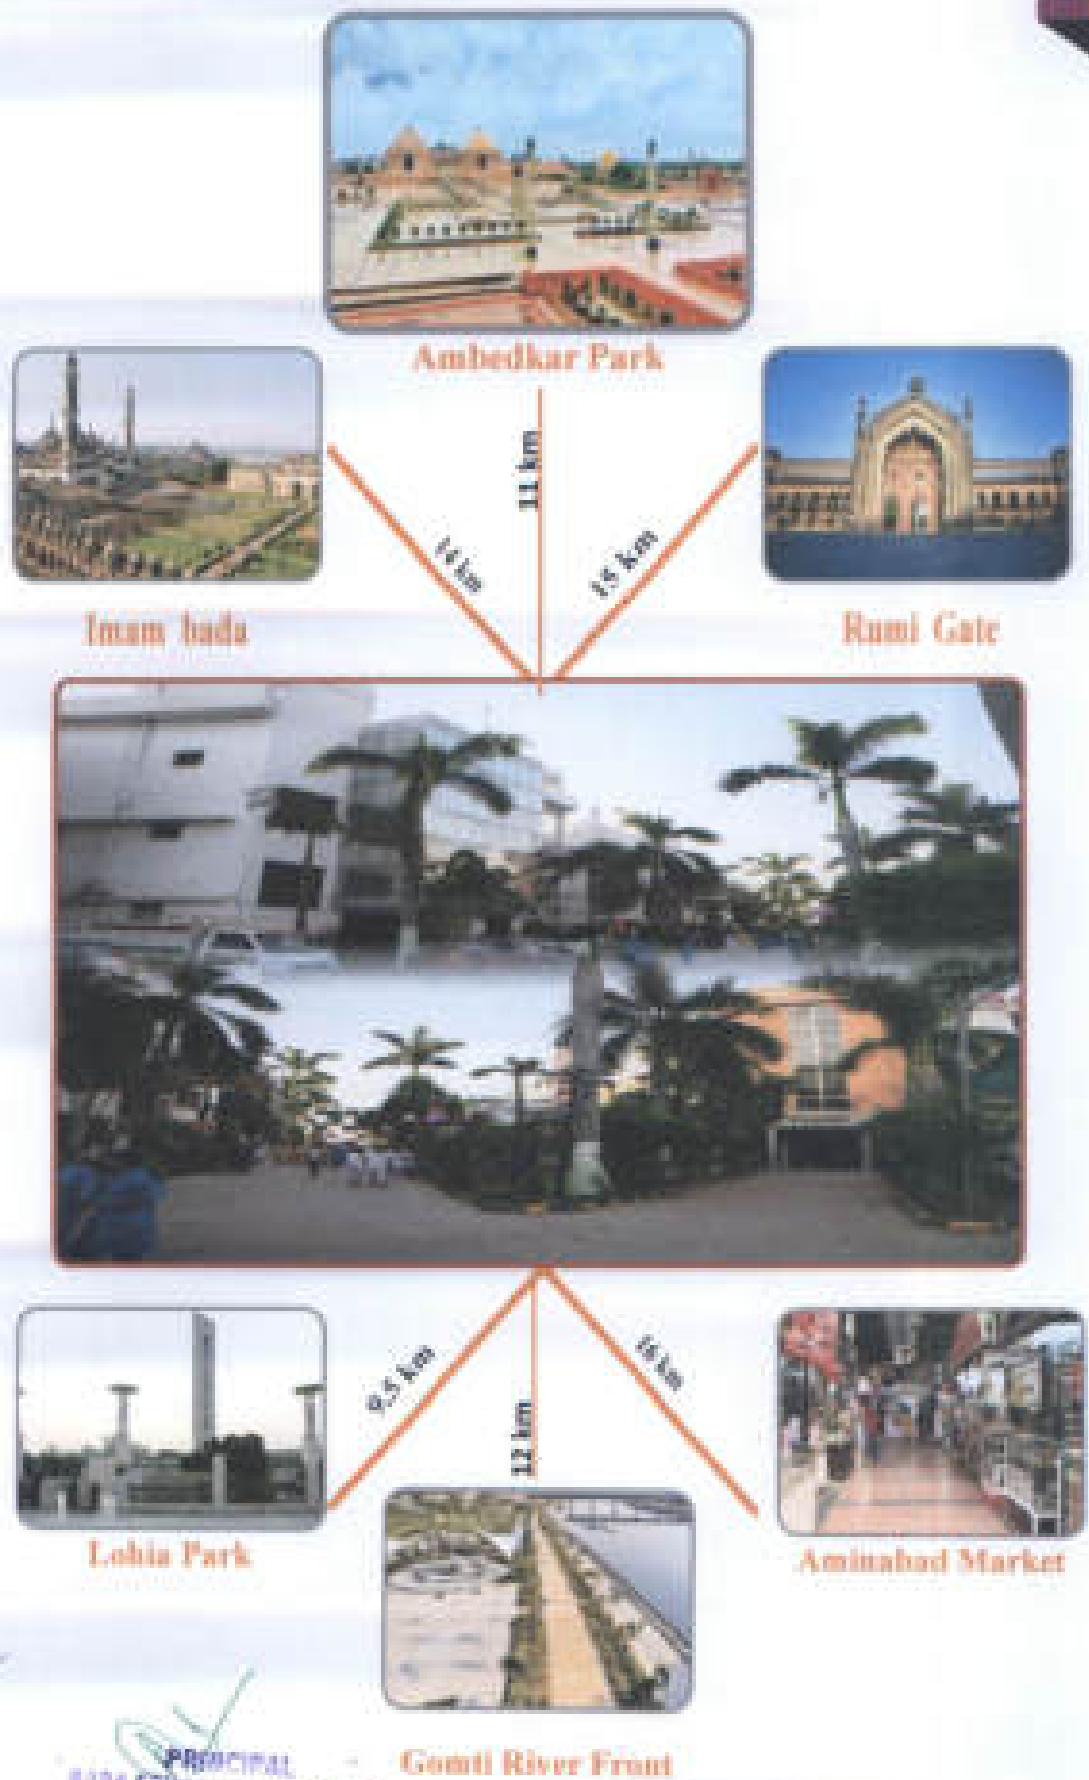 Ambedkar Park
11 km
14 km
15 km
Imam bada
Rumi Gate
9.5 km
12 km
16 km
Lohia Park
Aminabad Market
Gomti River Front
PRINCIPAL